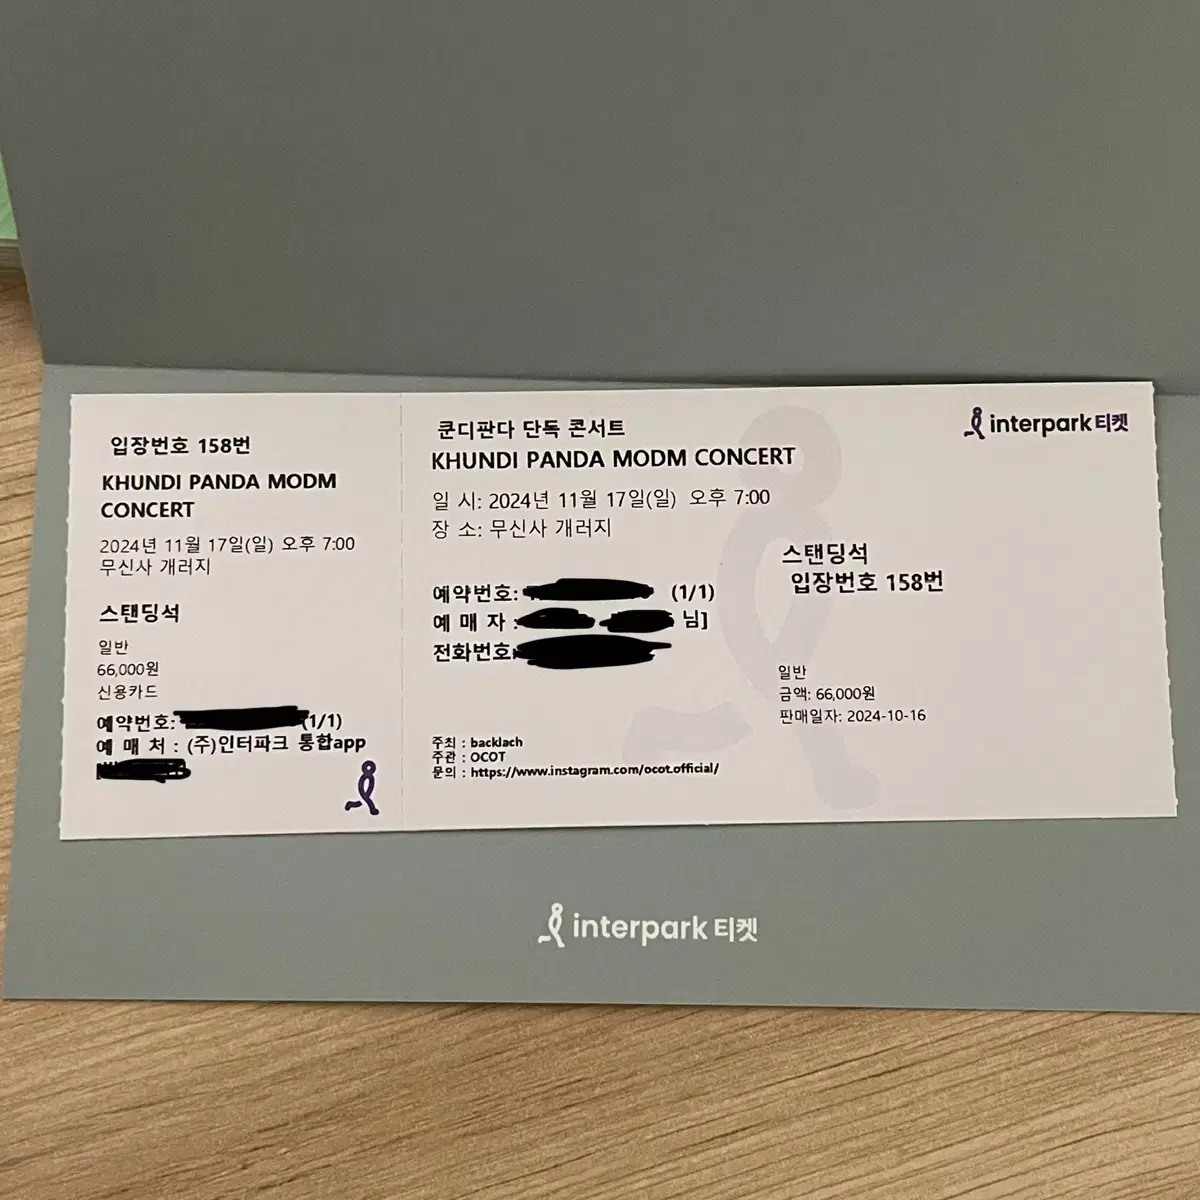 입장번호 158번
KHUNDI PANDA MODM
CONCERT
2024년 11월 17일(일) 오후 7:00
무신사 개러지
스탠딩석
일반
66,000원
신용카드
예약번호: (1/1)
예 매 처 : (주)인터파크 통합app
쿤디판다 단독 콘서트
KHUNDI PANDA MODM CONCERT
일 시: 2024년 11월 17일(일) 오후 7:00
장 소: 무신사 개러지
예약번호: (1/1)
예 매 자 : 님]
전화번호:
주최 : backlach
주관 : OCOT
문의 : https://www.instagram.com/ocot.official/
interpark 티켓
스탠딩석
입장번호 158번
일반
금액: 66,000원
판매일자: 2024-10-16
interpark 티켓